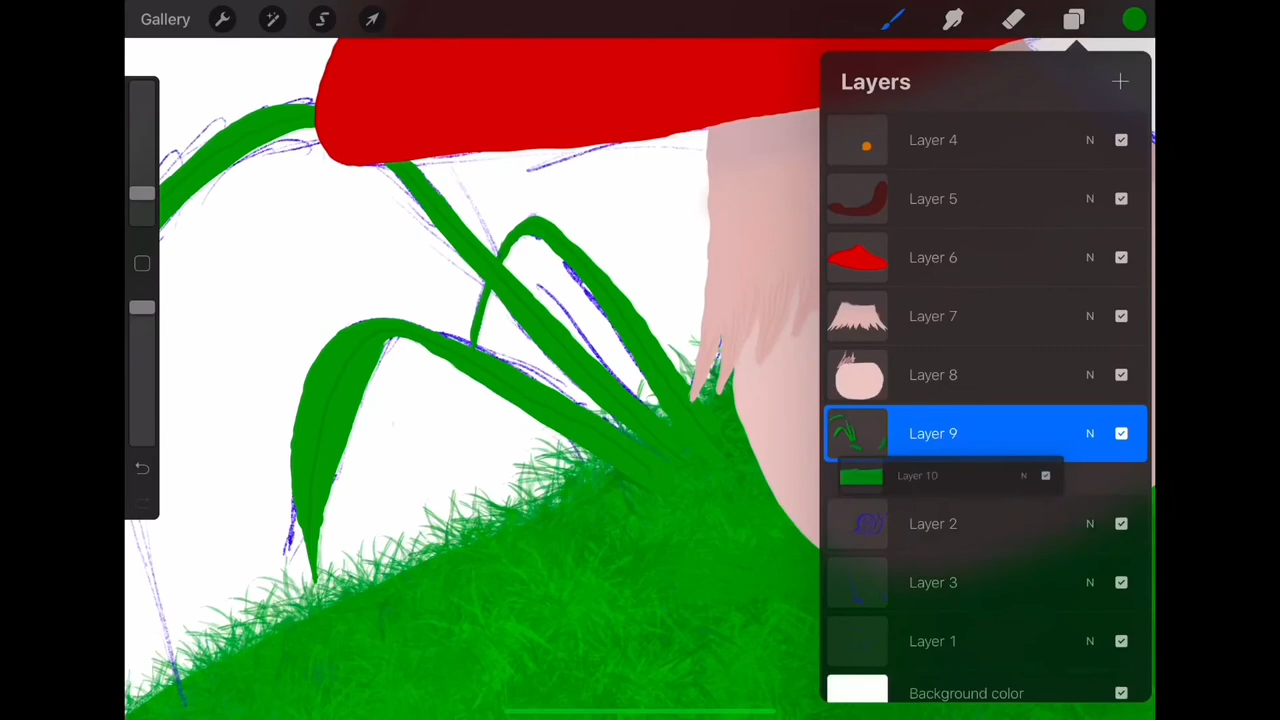 Gallery
Layers
Layer 4 N
Layer 5 N
Layer 6 N
Layer 7 N
Layer 8 N
Layer 9 N
Layer 10 N
Layer 2 N
Layer 3 N
Layer 1 N
Background color